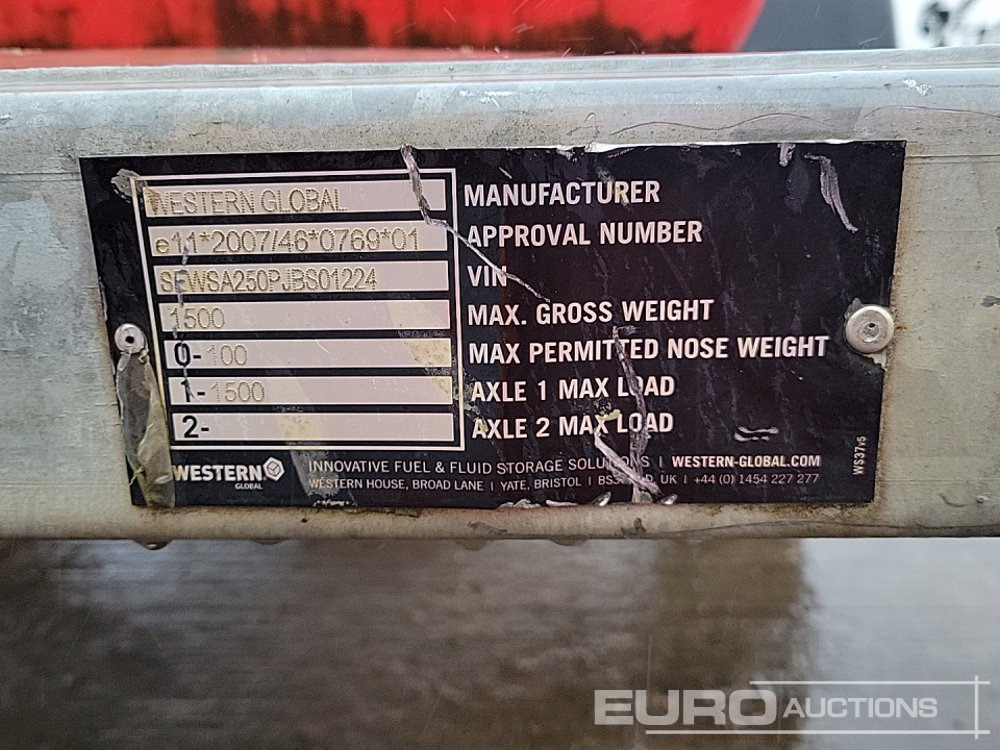 WESTERN GLOBAL MANUFACTURER
e11*2007/46*0769*01 APPROVAL NUMBER
SEWSA250PJBS01224 VIN
1500 MAX. GROSS WEIGHT
0-100 MAX PERMITTED NOSE WEIGHT
1-1500 AXLE 1 MAX LOAD
2- AXLE 2 MAX LOAD
WESTERN
GLOBAL
INNOVATIVE FUEL & FLUID STORAGE SOLUTIONS | WESTERN-GLOBAL.COM
WESTERN HOUSE, BROAD LANE | YATE, BRISTOL | UK | +44 (0) 1454 227 277
WS37v5
EURO AUCTIONS